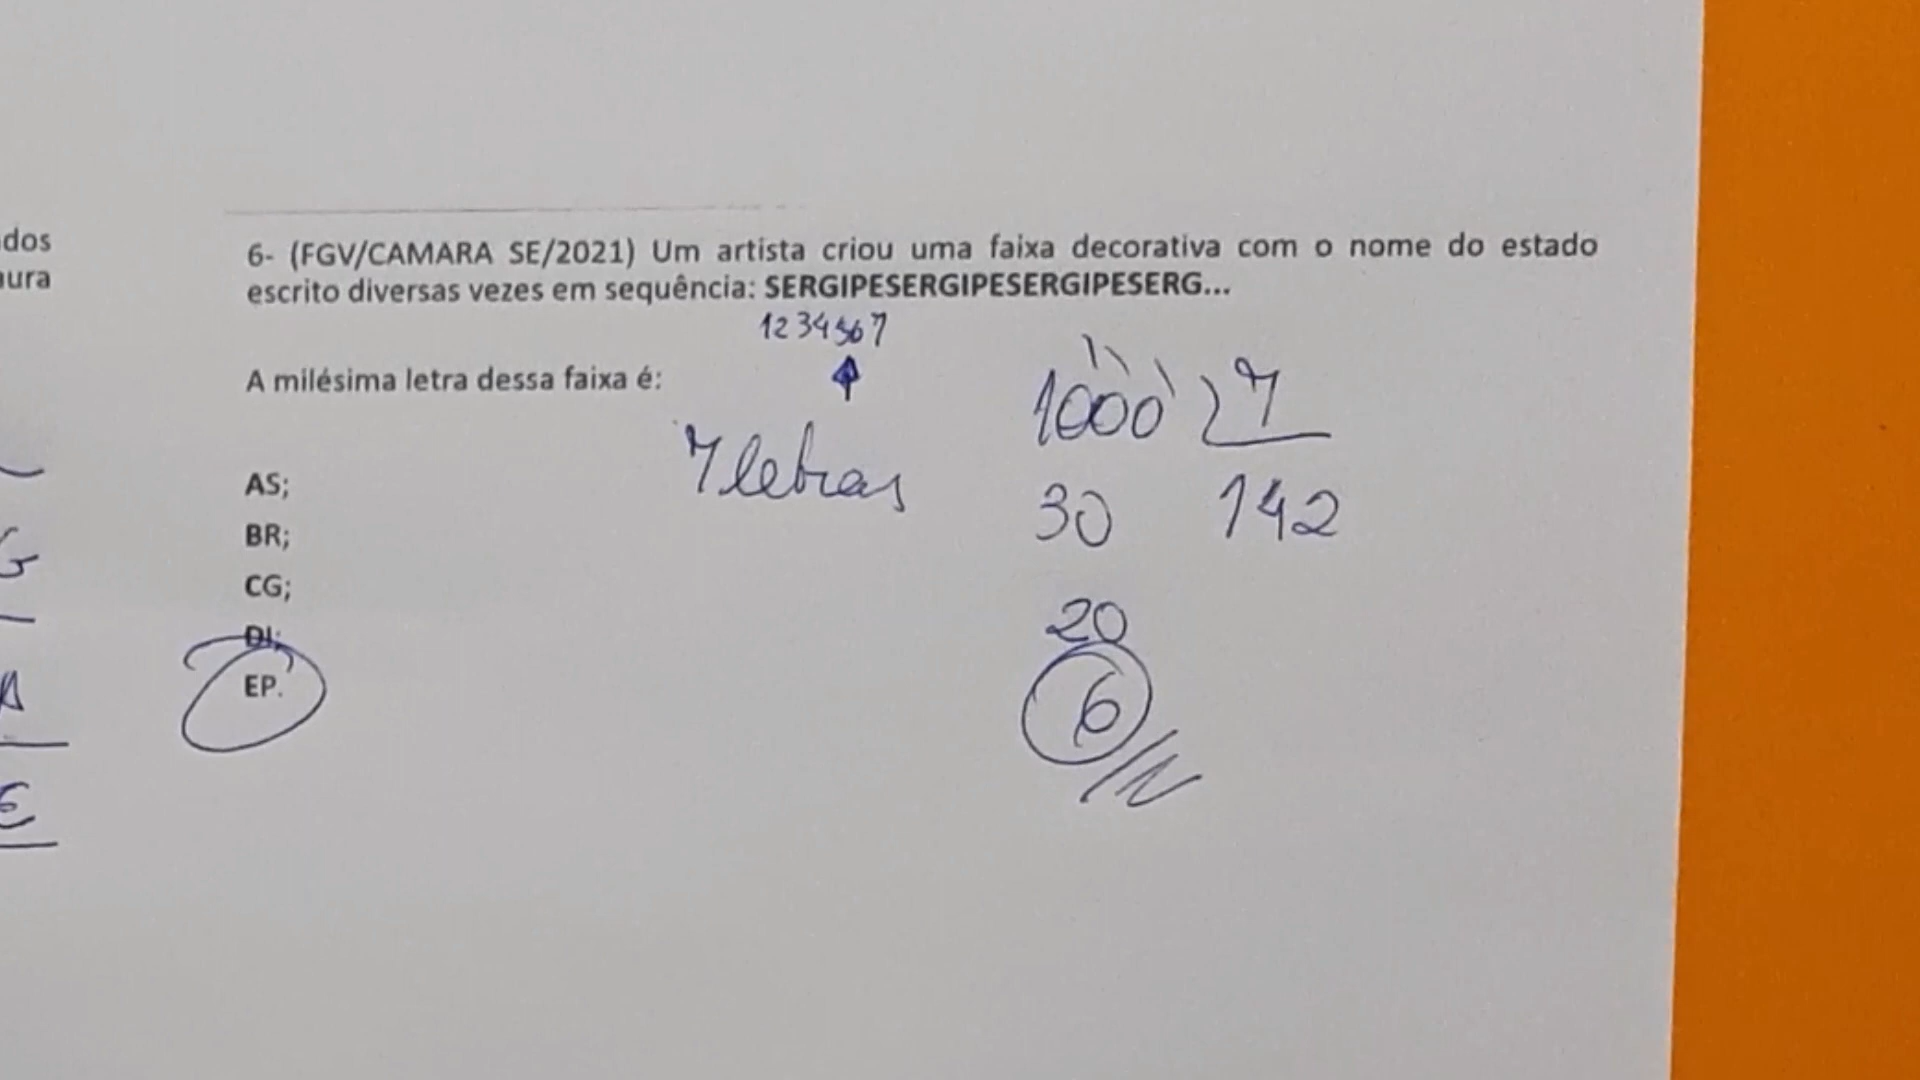 dos
aura
6- (FGV/CAMARA SE/2021) Um artista criou uma faixa decorativa com o nome do estado
escrito diversas vezes em sequência: SERGIPESERGIPESERGIPESERG...
1234567
A milésima letra dessa faixa é:
7 letras
1000 7
30 142
20
6
AS;
BR;
CG;
DI;
EP.
G
A
E